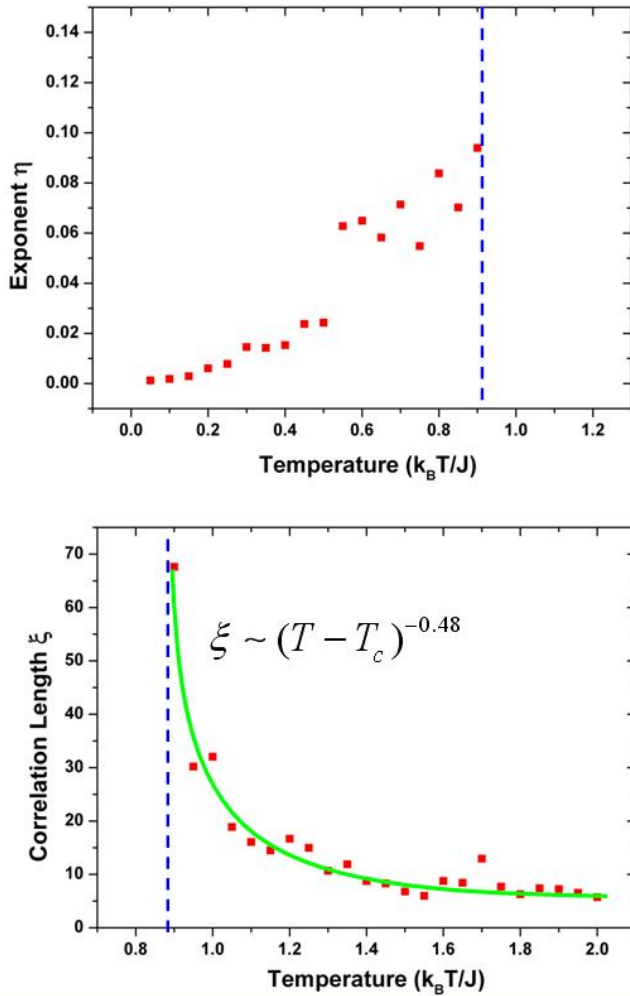 0.14
0.12
0.10
0.08
0.06
0.04
0.02
0.00
Exponent η
0.0 0.2 0.4 0.6 0.8 1.0 1.2
Temperature (k_BT/J)
70
60
50
40
30
20
10
0
Correlation Length ξ
ξ ~ (T − T_c)^{-0.48}
0.8 1.0 1.2 1.4 1.6 1.8 2.0
Temperature (k_BT/J)